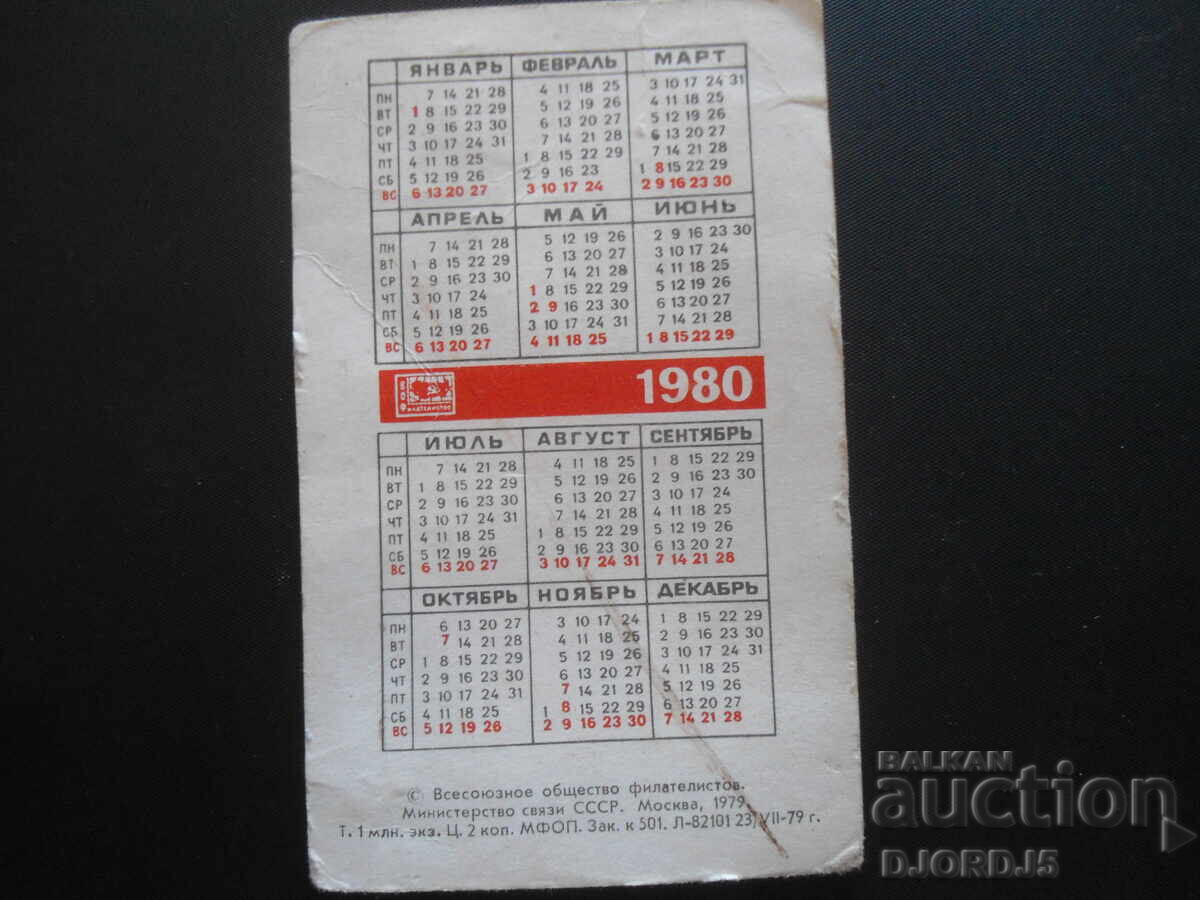 ЯНВАРЬ ФЕВРАЛЬ МАРТ
ПН 7 14 21 28 4 11 18 25 3 10 17 24 31
ВТ 1 8 15 22 29 5 12 19 26 4 11 18 25
СР 2 9 16 23 30 6 13 20 27 5 12 19 26
ЧТ 3 10 17 24 31 7 14 21 28 6 13 20 27
ПТ 4 11 18 25 1 8 15 22 29 7 14 21 28
СБ 5 12 19 26 2 9 16 23 1 8 15 22 29
ВС 6 13 20 27 3 10 17 24 2 9 16 23 30
АПРЕЛЬ МАЙ ИЮНЬ
ПН 7 14 21 28 5 12 19 26 2 9 16 23 30
ВТ 1 8 15 22 29 6 13 20 27 3 10 17 24
СР 2 9 16 23 30 7 14 21 28 4 11 18 25
ЧТ 3 10 17 24 1 8 15 22 29 5 12 19 26
ПТ 4 11 18 25 2 9 16 23 30 6 13 20 27
СБ 5 12 19 26 3 10 17 24 31 7 14 21 28
ВС 6 13 20 27 4 11 18 25 1 8 15 22 29
1980
ИЮЛЬ АВГУСТ СЕНТЯБРЬ
ПН 7 14 21 28 4 11 18 25 1 8 15 22 29
ВТ 1 8 15 22 29 5 12 19 26 2 9 16 23 30
СР 2 9 16 23 30 6 13 20 27 3 10 17 24
ЧТ 3 10 17 24 31 7 14 21 28 4 11 18 25
ПТ 4 11 18 25 1 8 15 22 29 5 12 19 26
СБ 5 12 19 26 2 9 16 23 30 6 13 20 27
ВС 6 13 20 27 3 10 17 24 31 7 14 21 28
ОКТЯБРЬ НОЯБРЬ ДЕКАБРЬ
ПН 6 13 20 27 3 10 17 24 1 8 15 22 29
ВТ 7 14 21 28 4 11 18 25 2 9 16 23 30
СР 1 8 15 22 29 5 12 19 26 3 10 17 24 31
ЧТ 2 9 16 23 30 6 13 20 27 4 11 18 25
ПТ 3 10 17 24 31 7 14 21 28 5 12 19 26
СБ 4 11 18 25 1 8 15 22 29 6 13 20 27
ВС 5 12 19 26 2 9 16 23 30 7 14 21 28
© Всесоюзное общество филателистов.
Министерство связи СССР. Москва, 1979.
Т. 1 млн. экз. Ц. 2 коп. МФОП. Зак. к 501. Л-82101 23/VII-79 г.
BALKAN
auction
DJORDJ5